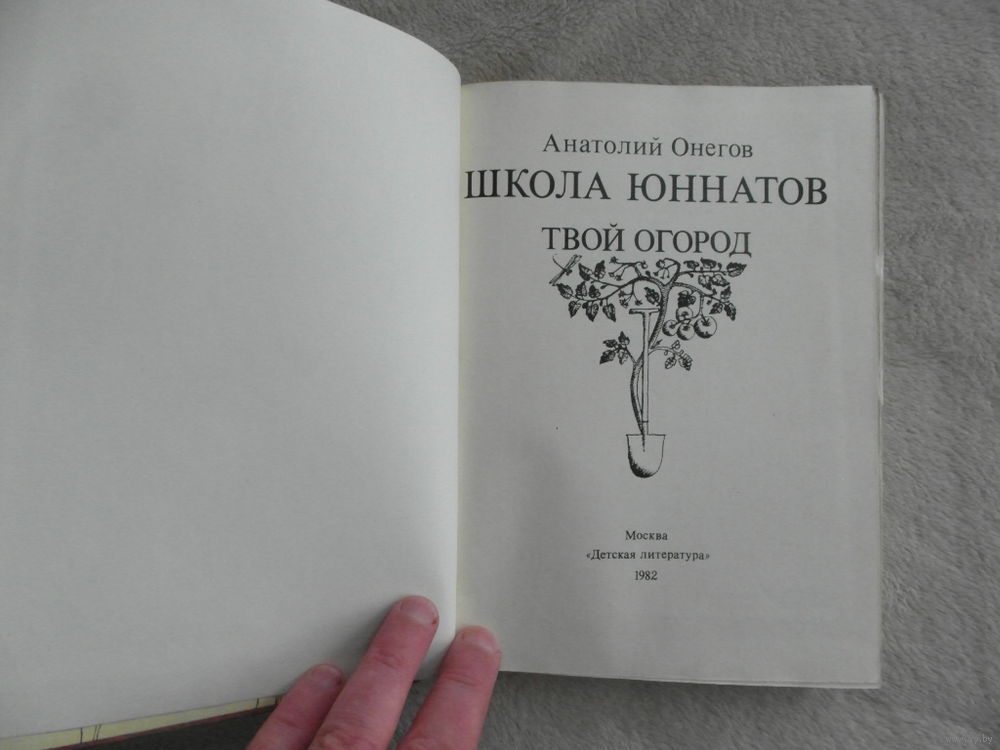 Анатолий Онегов
ШКОЛА ЮННАТОВ
ТВОЙ ОГОРОД
Москва
«Детская литература»
1982